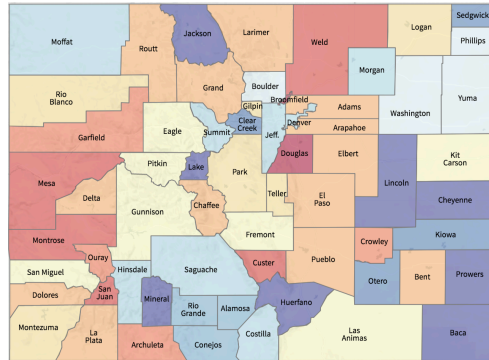 Jackson
Larimer
Logan
Sedgwick
Moffat
Routt
Weld
Phillips
Morgan
Grand
Boulder
Rio
Blanco
Washington
Yuma
Broomfield
Gilpin
Adams
Eagle
Summit
Clear
Creek
Denver
Garfield
Jeff.
Arapahoe
Pitkin
Lake
Douglas
Elbert
Kit
Carson
Mesa
Park
Lincoln
Delta
Teller
El
Paso
Cheyenne
Chaffee
Gunnison
Fremont
Montrose
Kiowa
Crowley
Ouray
Pueblo
Custer
San Miguel
Hinsdale
Saguache
Otero
Bent
Prowers
San
Juan
Dolores
Mineral
Huerfano
Rio
Grande
Alamosa
Montezuma
La
Plata
Las
Animas
Baca
Costilla
Archuleta
Conejos